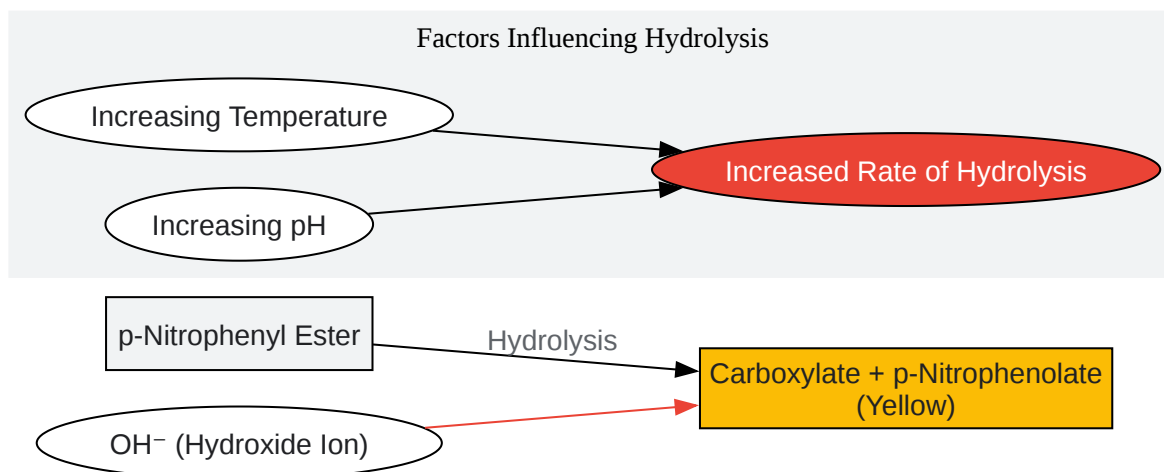 Factors Influencing Hydrolysis
Increasing Temperature
Increased Rate of Hydrolysis
Increasing pH
p-Nitrophenyl Ester
Hydrolysis
Carboxylate + p-Nitrophenolate
(Yellow)
OH⁻ (Hydroxide Ion)